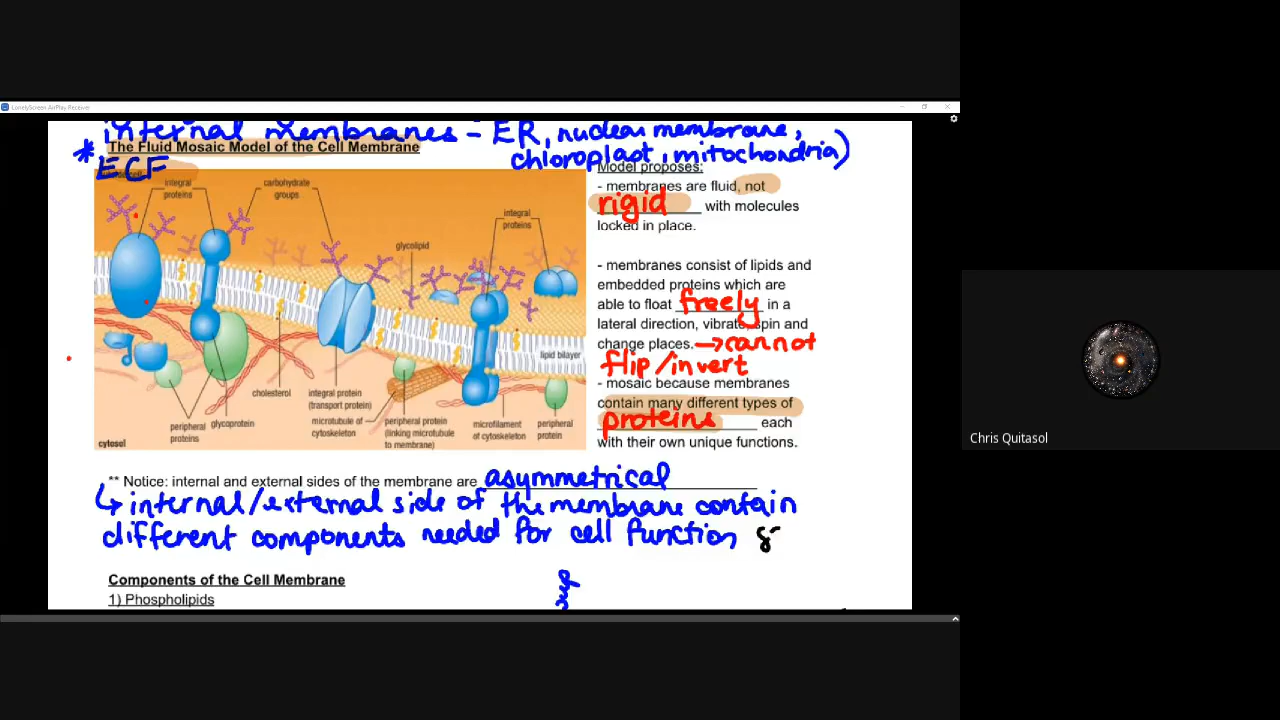 LonelyScreen AirPlay Receiver
internal membranes - ER, nuclear membrane,
chloroplast, mitochondria)
* The Fluid Mosaic Model of the Cell Membrane
ECF
integral
proteins
carbohydrate
groups
glycolipid
integral
proteins
lipid bilayer
cholesterol
integral protein
(transport protein)
glycoprotein
peripheral
proteins
microtubule of
cytoskeleton
peripheral protein
(linking microtubule
to membrane)
microfilament
of cytoskeleton
peripheral
protein
cytosol
Model proposes:
- membranes are fluid, not
rigid with molecules
locked in place.
- membranes consist of lipids and
embedded proteins which are
able to float freely in a
lateral direction, vibrate, spin and
change places. → cannot
flip/invert
- mosaic because membranes
contain many different types of
proteins each
with their own unique functions.
** Notice: internal and external sides of the membrane are asymmetrical
↳ internal/external side of the membrane contain
different components needed for cell function
Components of the Cell Membrane
1) Phospholipids
Chris Quitasol